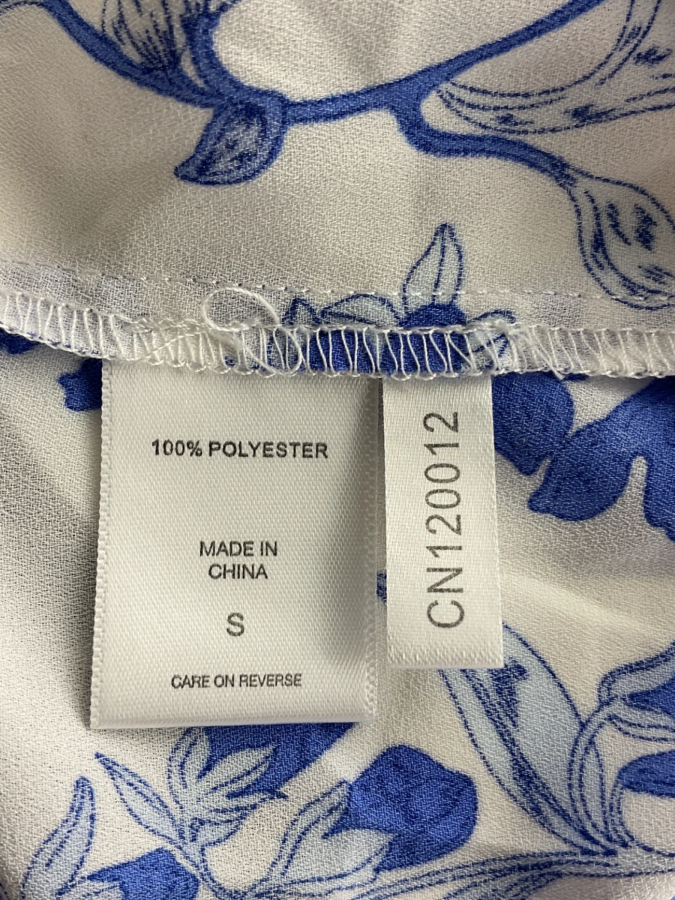 100% POLYESTER
MADE IN
CHINA
S
CARE ON REVERSE
CN120012